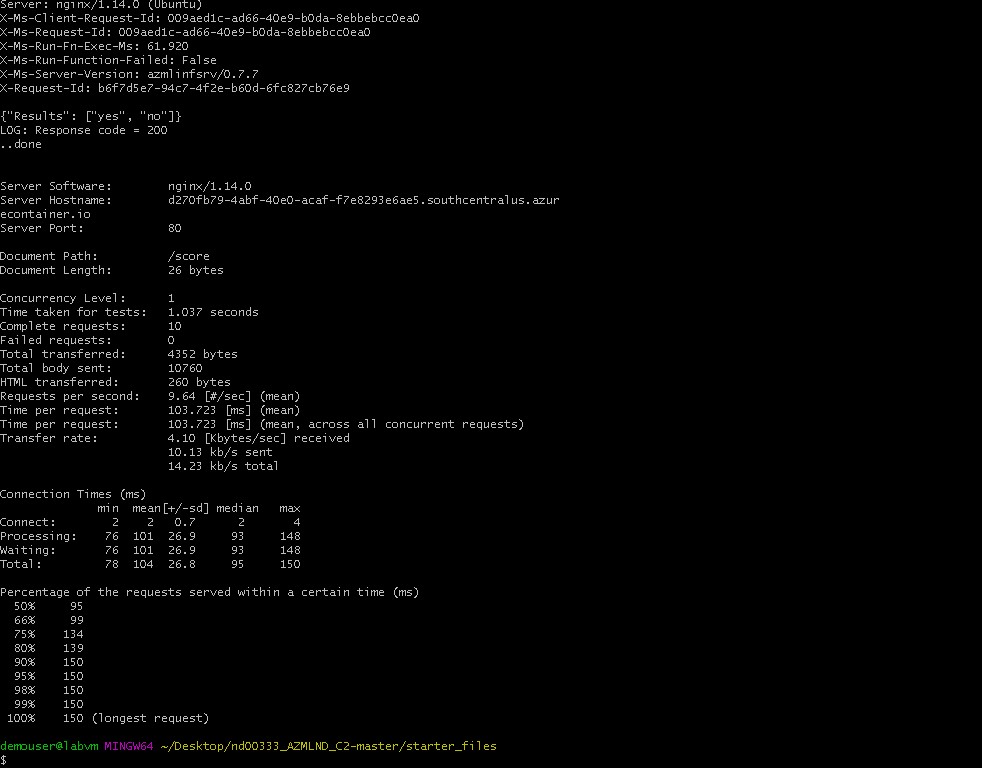 Server: nginx/1.14.0 (Ubuntu)
X-Ms-Client-Request-Id: 009aed1c-ad66-40e9-b0da-8ebbebcc0ea0
X-Ms-Request-Id: 009aed1c-ad66-40e9-b0da-8ebbebcc0ea0
X-Ms-Run-Fn-Exec-Ms: 61.920
X-Ms-Run-Function-Failed: False
X-Ms-Server-Version: azmlinfsrv/0.7.7
X-Request-Id: b6f7d5e7-94c7-4f2e-b60d-6fc827cb76e9
{"Results": ["yes", "no"]}
LOG: Response code = 200
..done
Server Software: nginx/1.14.0
Server Hostname: d270fb79-4abf-40e0-acaf-f7e8293e6ae5.southcentralus.azur
econtainer.io
Server Port: 80
Document Path: /score
Document Length: 26 bytes
Concurrency Level: 1
Time taken for tests: 1.037 seconds
Complete requests: 10
Failed requests: 0
Total transferred: 4352 bytes
Total body sent: 10760
HTML transferred: 260 bytes
Requests per second: 9.64 [#/sec] (mean)
Time per request: 103.723 [ms] (mean)
Time per request: 103.723 [ms] (mean, across all concurrent requests)
Transfer rate: 4.10 [Kbytes/sec] received
10.13 kb/s sent
14.23 kb/s total
Connection Times (ms)
min mean[+/-sd] median max
Connect: 2 2 0.7 2 4
Processing: 76 101 26.9 93 148
Waiting: 76 101 26.9 93 148
Total: 78 104 26.8 95 150
Percentage of the requests served within a certain time (ms)
50% 95
66% 99
75% 134
80% 139
90% 150
95% 150
98% 150
99% 150
100% 150 (longest request)
demouser@labvm MINGW64 ~/Desktop/nd00333_AZMLND_C2-master/starter_files
$